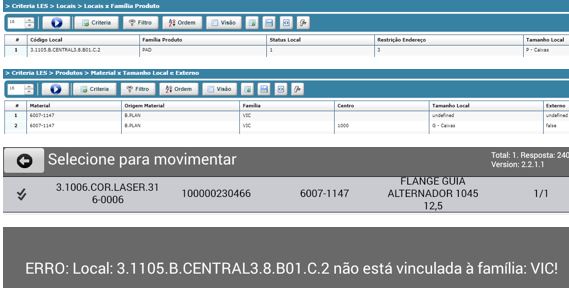 > Criteria LES > Locais > Locais x Família Produto
15 Criteria Filtro Ordem Visão
# Código Local Família Produto Status Local Restrição Endereço Tamanho Local
1 3.1105.B.CENTRAL3.8.B01.C.2 PAD 1 3 P - Caixas
> Criteria LES > Produtos > Material x Tamanho Local e Externo
15 Criteria Filtro Ordem Visão
# Material Origem Material Família Centro Tamanho Local Externo
1 6007-1147 B.PLAN VIC undefined undefined
2 6007-1147 B.PLAN VIC 1000 G - Caixas false
Selecione para movimentar
Total: 1. Resposta: 240
Version: 2.2.1.1
3.1006.COR.LASER.31
6-0006
100000230466
6007-1147
FLANGE GUIA
ALTERNADOR 1045
12,5
1/1
ERRO: Local: 3.1105.B.CENTRAL3.8.B01.C.2 não está vinculada à família: VIC!